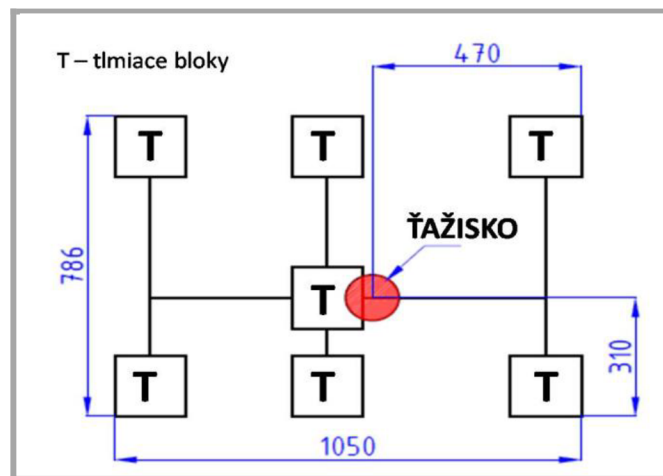 T – tlmiace bloky
470
T T T
ŤAŽISKO
786
T
310
T T T
1050